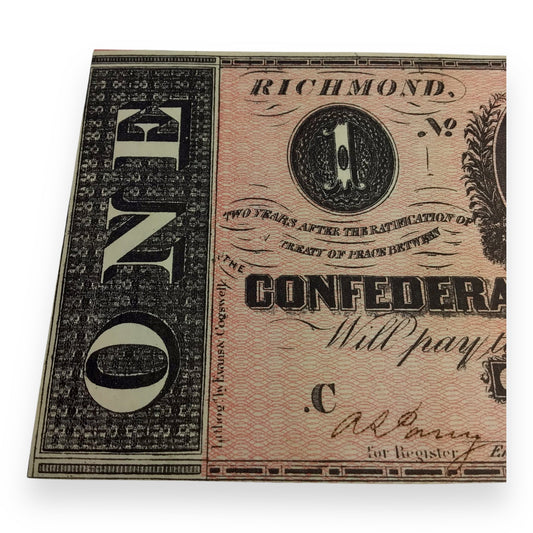 ONE
RICHMOND.
1
No
TWO YEARS AFTER THE RATIFICATION OF
A TREATY OF PEACE BETWEEN
THE
CONFEDERA
Will pay t
.C
for Register
Lithog'd by Evans & Cogswell